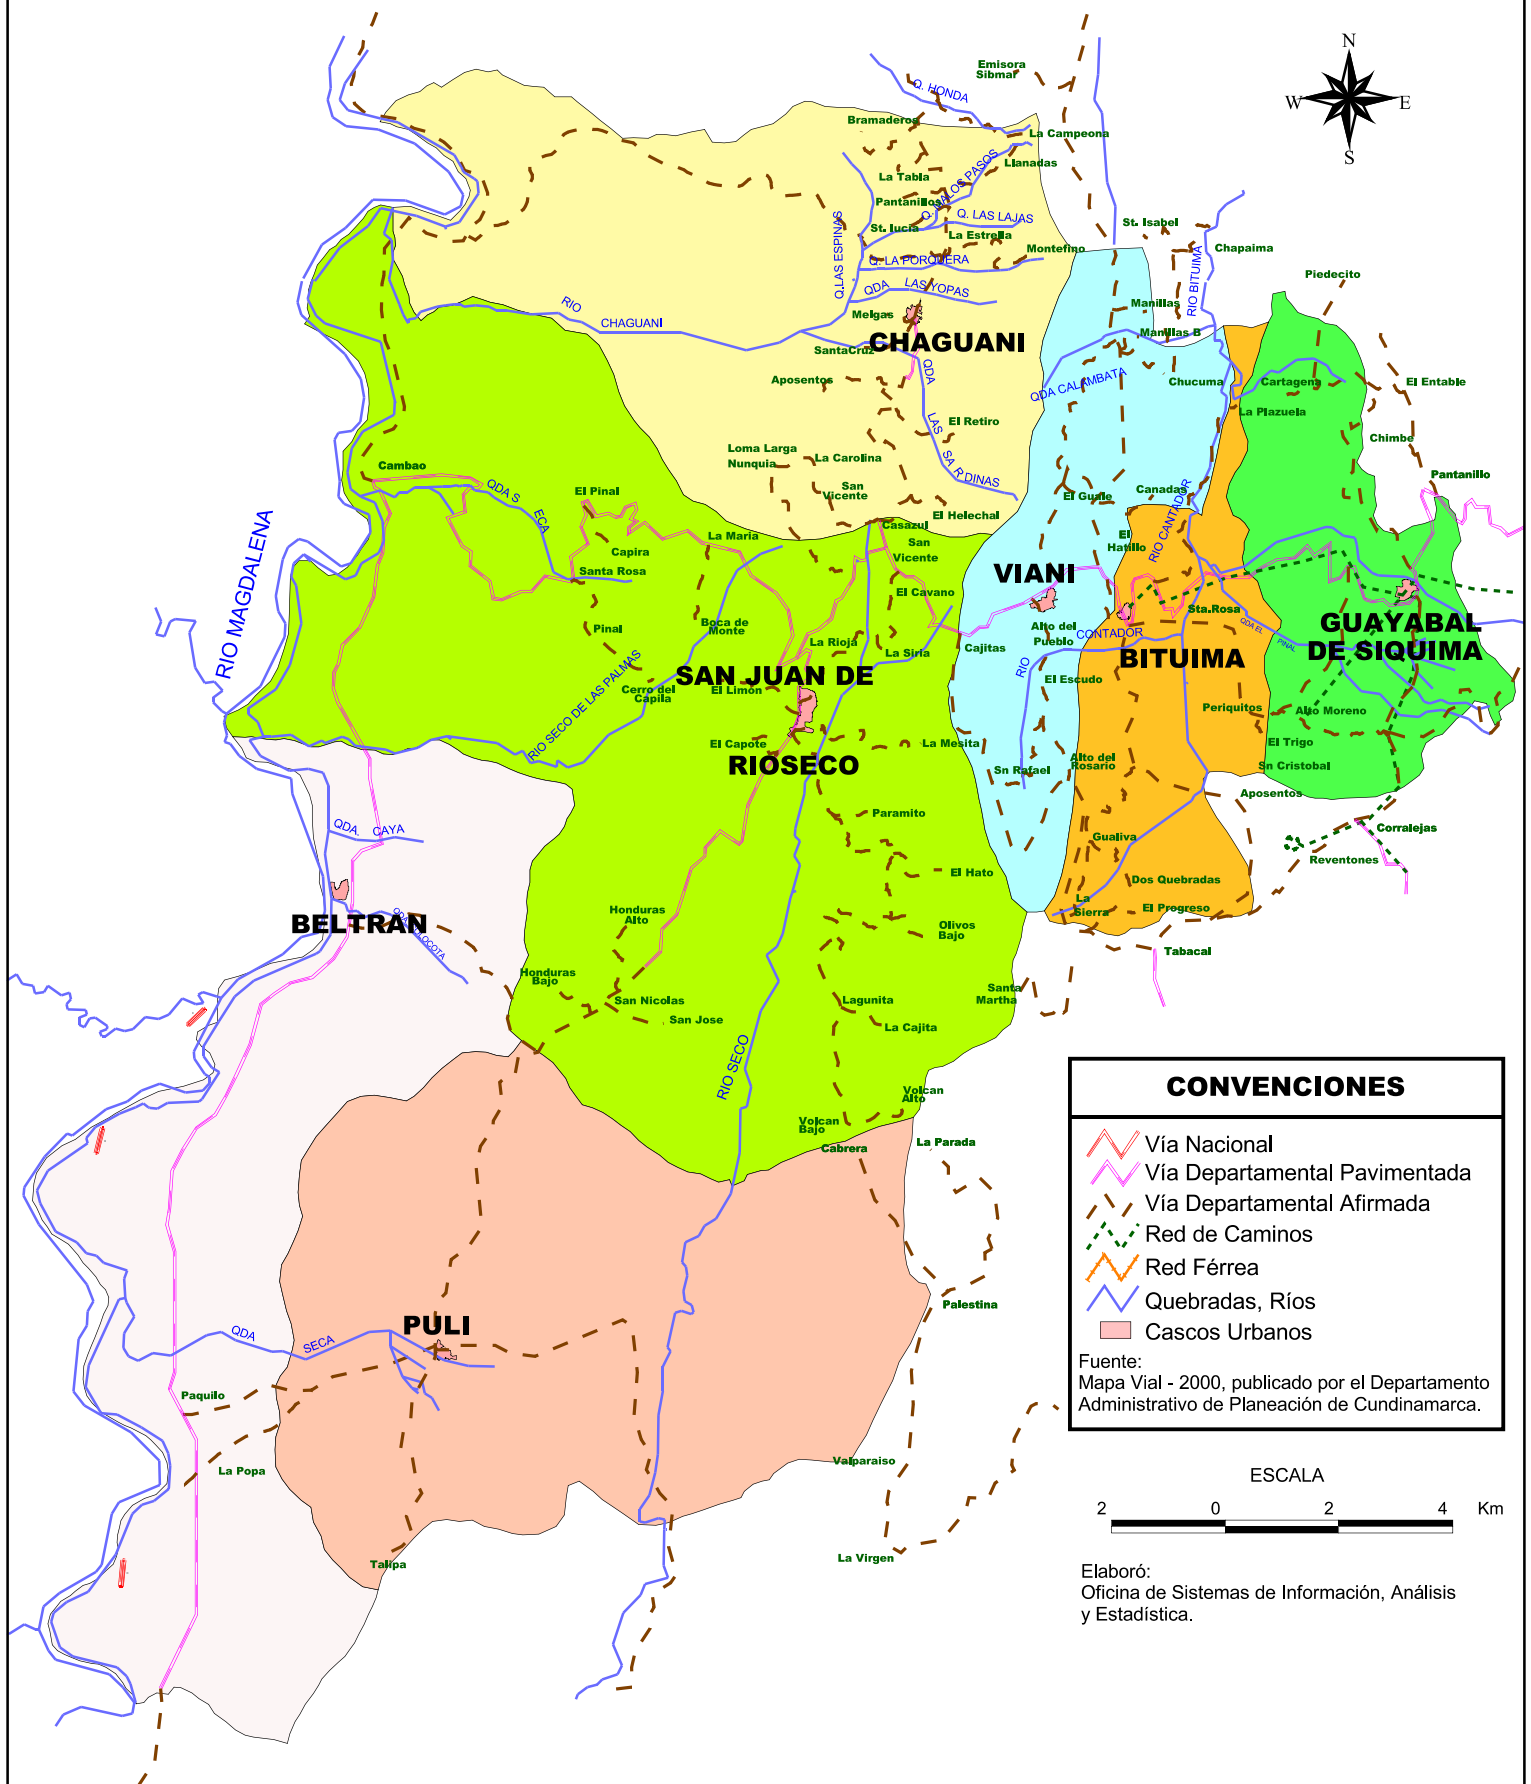 N
W
E
S
Emisora
Sibmar
Q. HONDA
Bramaderos
La Campeona
Llanadas
La Tabla
Q. MALOS PASOS
Pantanillos
Q. LAS LAJAS
St. lucia
La Estrella
Montefino
Q.LAS ESPINAS
Q. LA PORQUERA
QDA LAS YOPAS
St. Isabel
Chapaima
RIO BITUIMA
Piedecito
Manillas
Manillas B
Melgas
CHAGUANI
RIO CHAGUANI
SantaCruz
Aposentos
QDA LAS SARDINAS
QDA CALAMBATA
Chucuma
Cartagena
El Entable
La Plazuela
El Retiro
Chimbe
Loma Larga
Nunquia
La Carolina
San
Vicente
Pantanillo
Cambao
QDA SECA
El Pinal
El Guale
Canadas
RIO CANTADOR
El Helechal
Casazul
San
Vicente
El
Hatillo
La Maria
Capira
Santa Rosa
RIO MAGDALENA
VIANI
El Cavano
Sta.Rosa
QDA EL PINAL
GUAYABAL
DE SIQUIMA
Pinal
Boca de
Monte
La Rioja
La Siria
Cajitas
Alto del
Pueblo
RIO CONTADOR
BITUIMA
El Escudo
SAN JUAN DE
RIOSECO
Cerro del
Capila
El Limón
RIO SECO DE LAS PALMAS
Periquitos
Alto Moreno
El Capote
La Mesita
El Trigo
Sn Cristobal
Sn Rafael
Alto del
Rosario
Aposentos
QDA. CAYA
Paramito
Gualiva
Corralejas
Reventones
El Hato
Dos Quebradas
BELTRAN
Honduras
Alto
La
Sierra
El Progreso
Olivos
Bajo
Tabacal
Honduras
Bajo
San Nicolas
San Jose
Lagunita
La Cajita
Santa
Martha
RIO SECO
Volcan
Alto
Volcan
Bajo
Cabrera
La Parada
Palestina
PULI
QDA SECA
Paquilo
La Popa
Valparaiso
Talipa
La Virgen
CONVENCIONES
Vía Nacional
Vía Departamental Pavimentada
Vía Departamental Afirmada
Red de Caminos
Red Férrea
Quebradas, Ríos
Cascos Urbanos
Fuente:
Mapa Vial - 2000, publicado por el Departamento
Administrativo de Planeación de Cundinamarca.
ESCALA
2 0 2 4 Km
Elaboró:
Oficina de Sistemas de Información, Análisis
y Estadística.